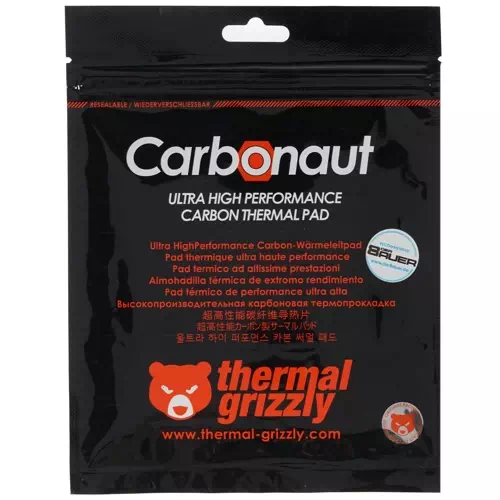 RESEALABLE / WIEDERVERSCHLIESSBAR
Carbonaut
ULTRA HIGH PERFORMANCE
CARBON THERMAL PAD
Ultra HighPerformance Carbon-Wärmeleitpad
Pad thermique ultra haute performance
Pad termico ad altissime prestazioni
Almohadilla térmica de extremo rendimiento
Pad térmico de performance ultra alta
Высокопроизводительная карбоновая термопрокладка
超高性能碳纤维导热片
超高性能カーボン製サーマルパッド
울트라 하이 퍼포먼스 카본 써멀 패드
DER
8AUER
thermal
grizzly
www.thermal-grizzly.com